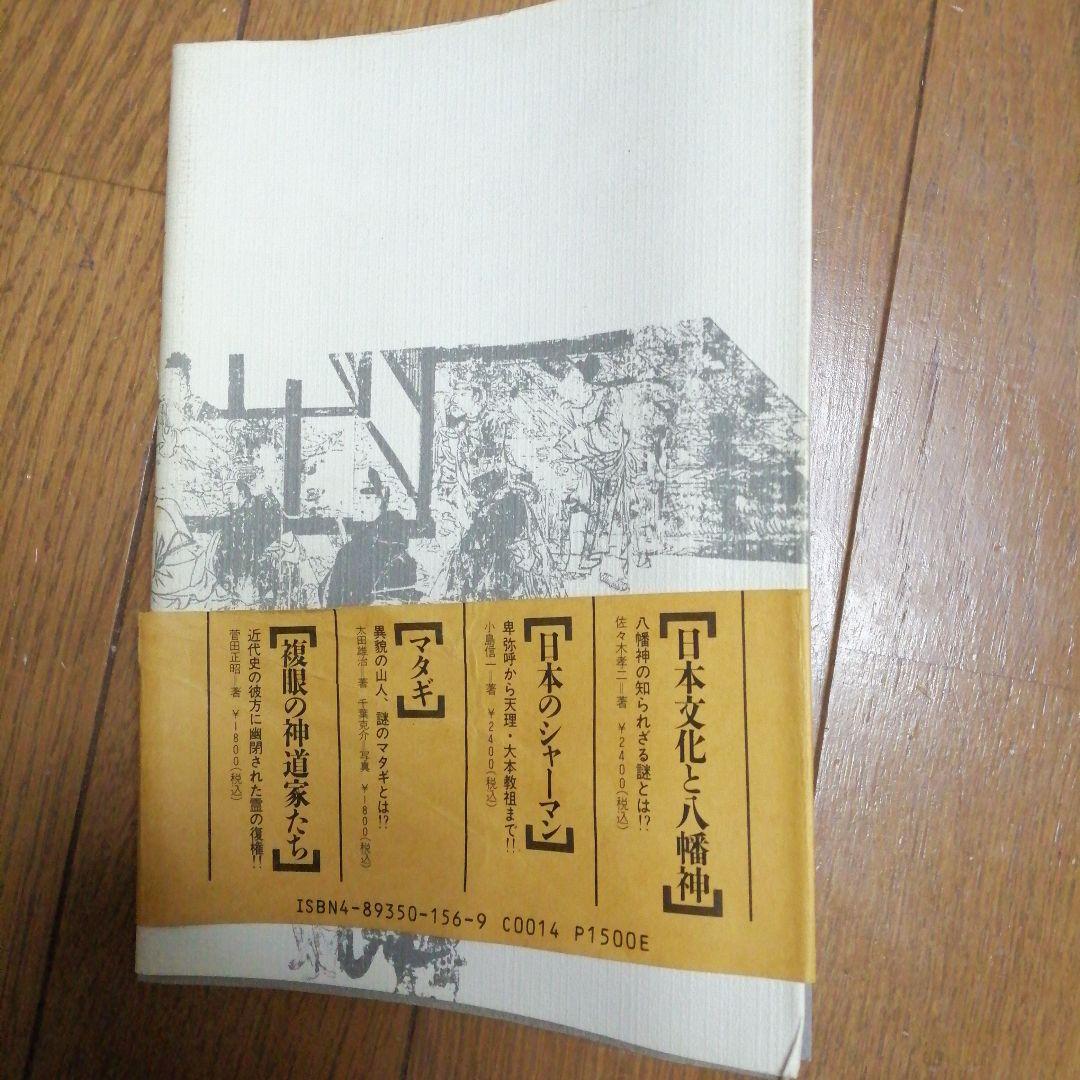 【日本文化と八幡神】
八幡神の知られざる謎とは!?
佐々木孝二＝著 ￥2400(税込)
【日本のシャーマン】
卑弥呼から天理・大本教祖まで!!
小島信一＝著 ￥2400(税込)
【マタギ】
異貌の山人、謎のマタギとは!?
太田雄治 著 千葉克介 写真 ￥1800(税込)
【複眼の神道家たち】
近代史の彼方に幽閉された霊の復権!!
菅田正昭＝著 ￥1800(税込)
ISBN4-89350-156-9 C0014 P1500E